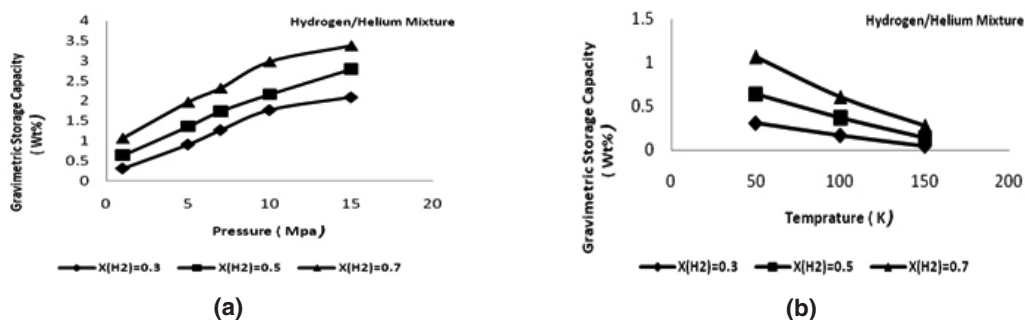 Hydrogen/Helium Mixture
Gravimetric Storage Capacity
( Wt%)
4
3.5
3
2.5
2
1.5
1
0.5
0
0 5 10 15 20
Pressure ( Mpa)
X(H2)=0.3 X(H2)=0.5 X(H2)=0.7
(a)
Hydrogen/Helium Mixture
Gravimetric Storage Capacity
( Wt%)
1.5
1
0.5
0
0 50 100 150 200
Temprature ( K)
X(H2)=0.3 X(H2)=0.5 X(H2)=0.7
(b)